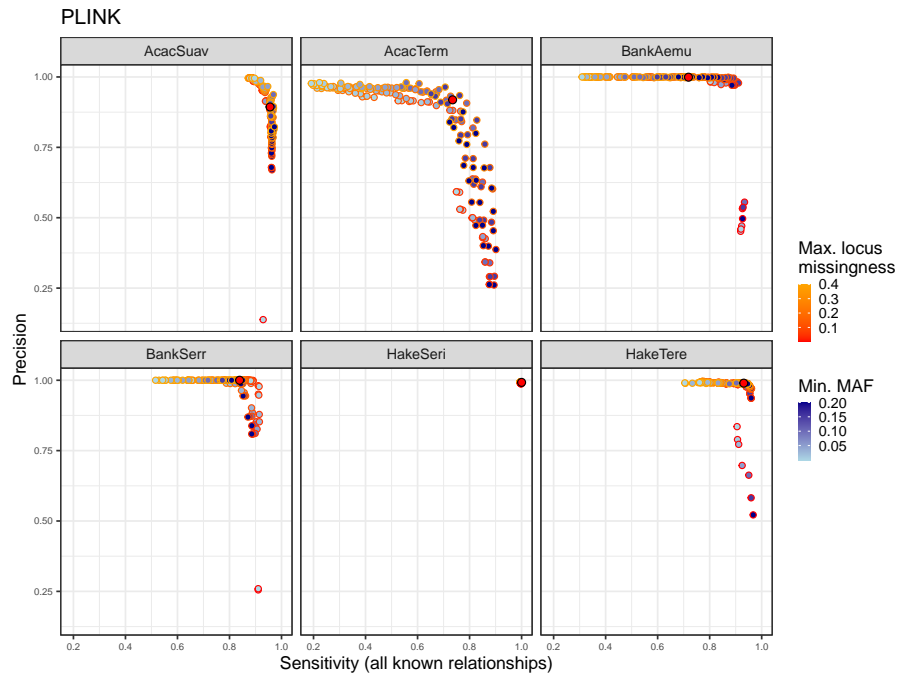 PLINK
AcacSuav AcacTerm BankAemu
1.00
0.75
0.50
0.25
BankSerr HakeSeri HakeTere
1.00
0.75
0.50
0.25
0.2 0.4 0.6 0.8 1.0 0.2 0.4 0.6 0.8 1.0 0.2 0.4 0.6 0.8 1.0
Precision
Sensitivity (all known relationships)
Max. locus
missingness
0.4
0.3
0.2
0.1
Min. MAF
0.20
0.15
0.10
0.05